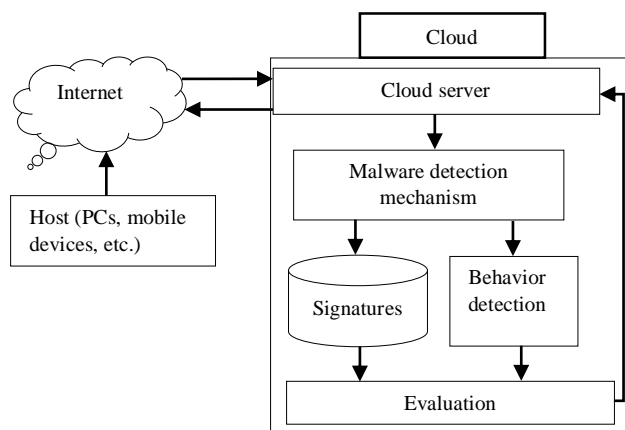 Cloud
Internet
Cloud server
Malware detection
mechanism
Host (PCs, mobile
devices, etc.)
Signatures
Behavior
detection
Evaluation